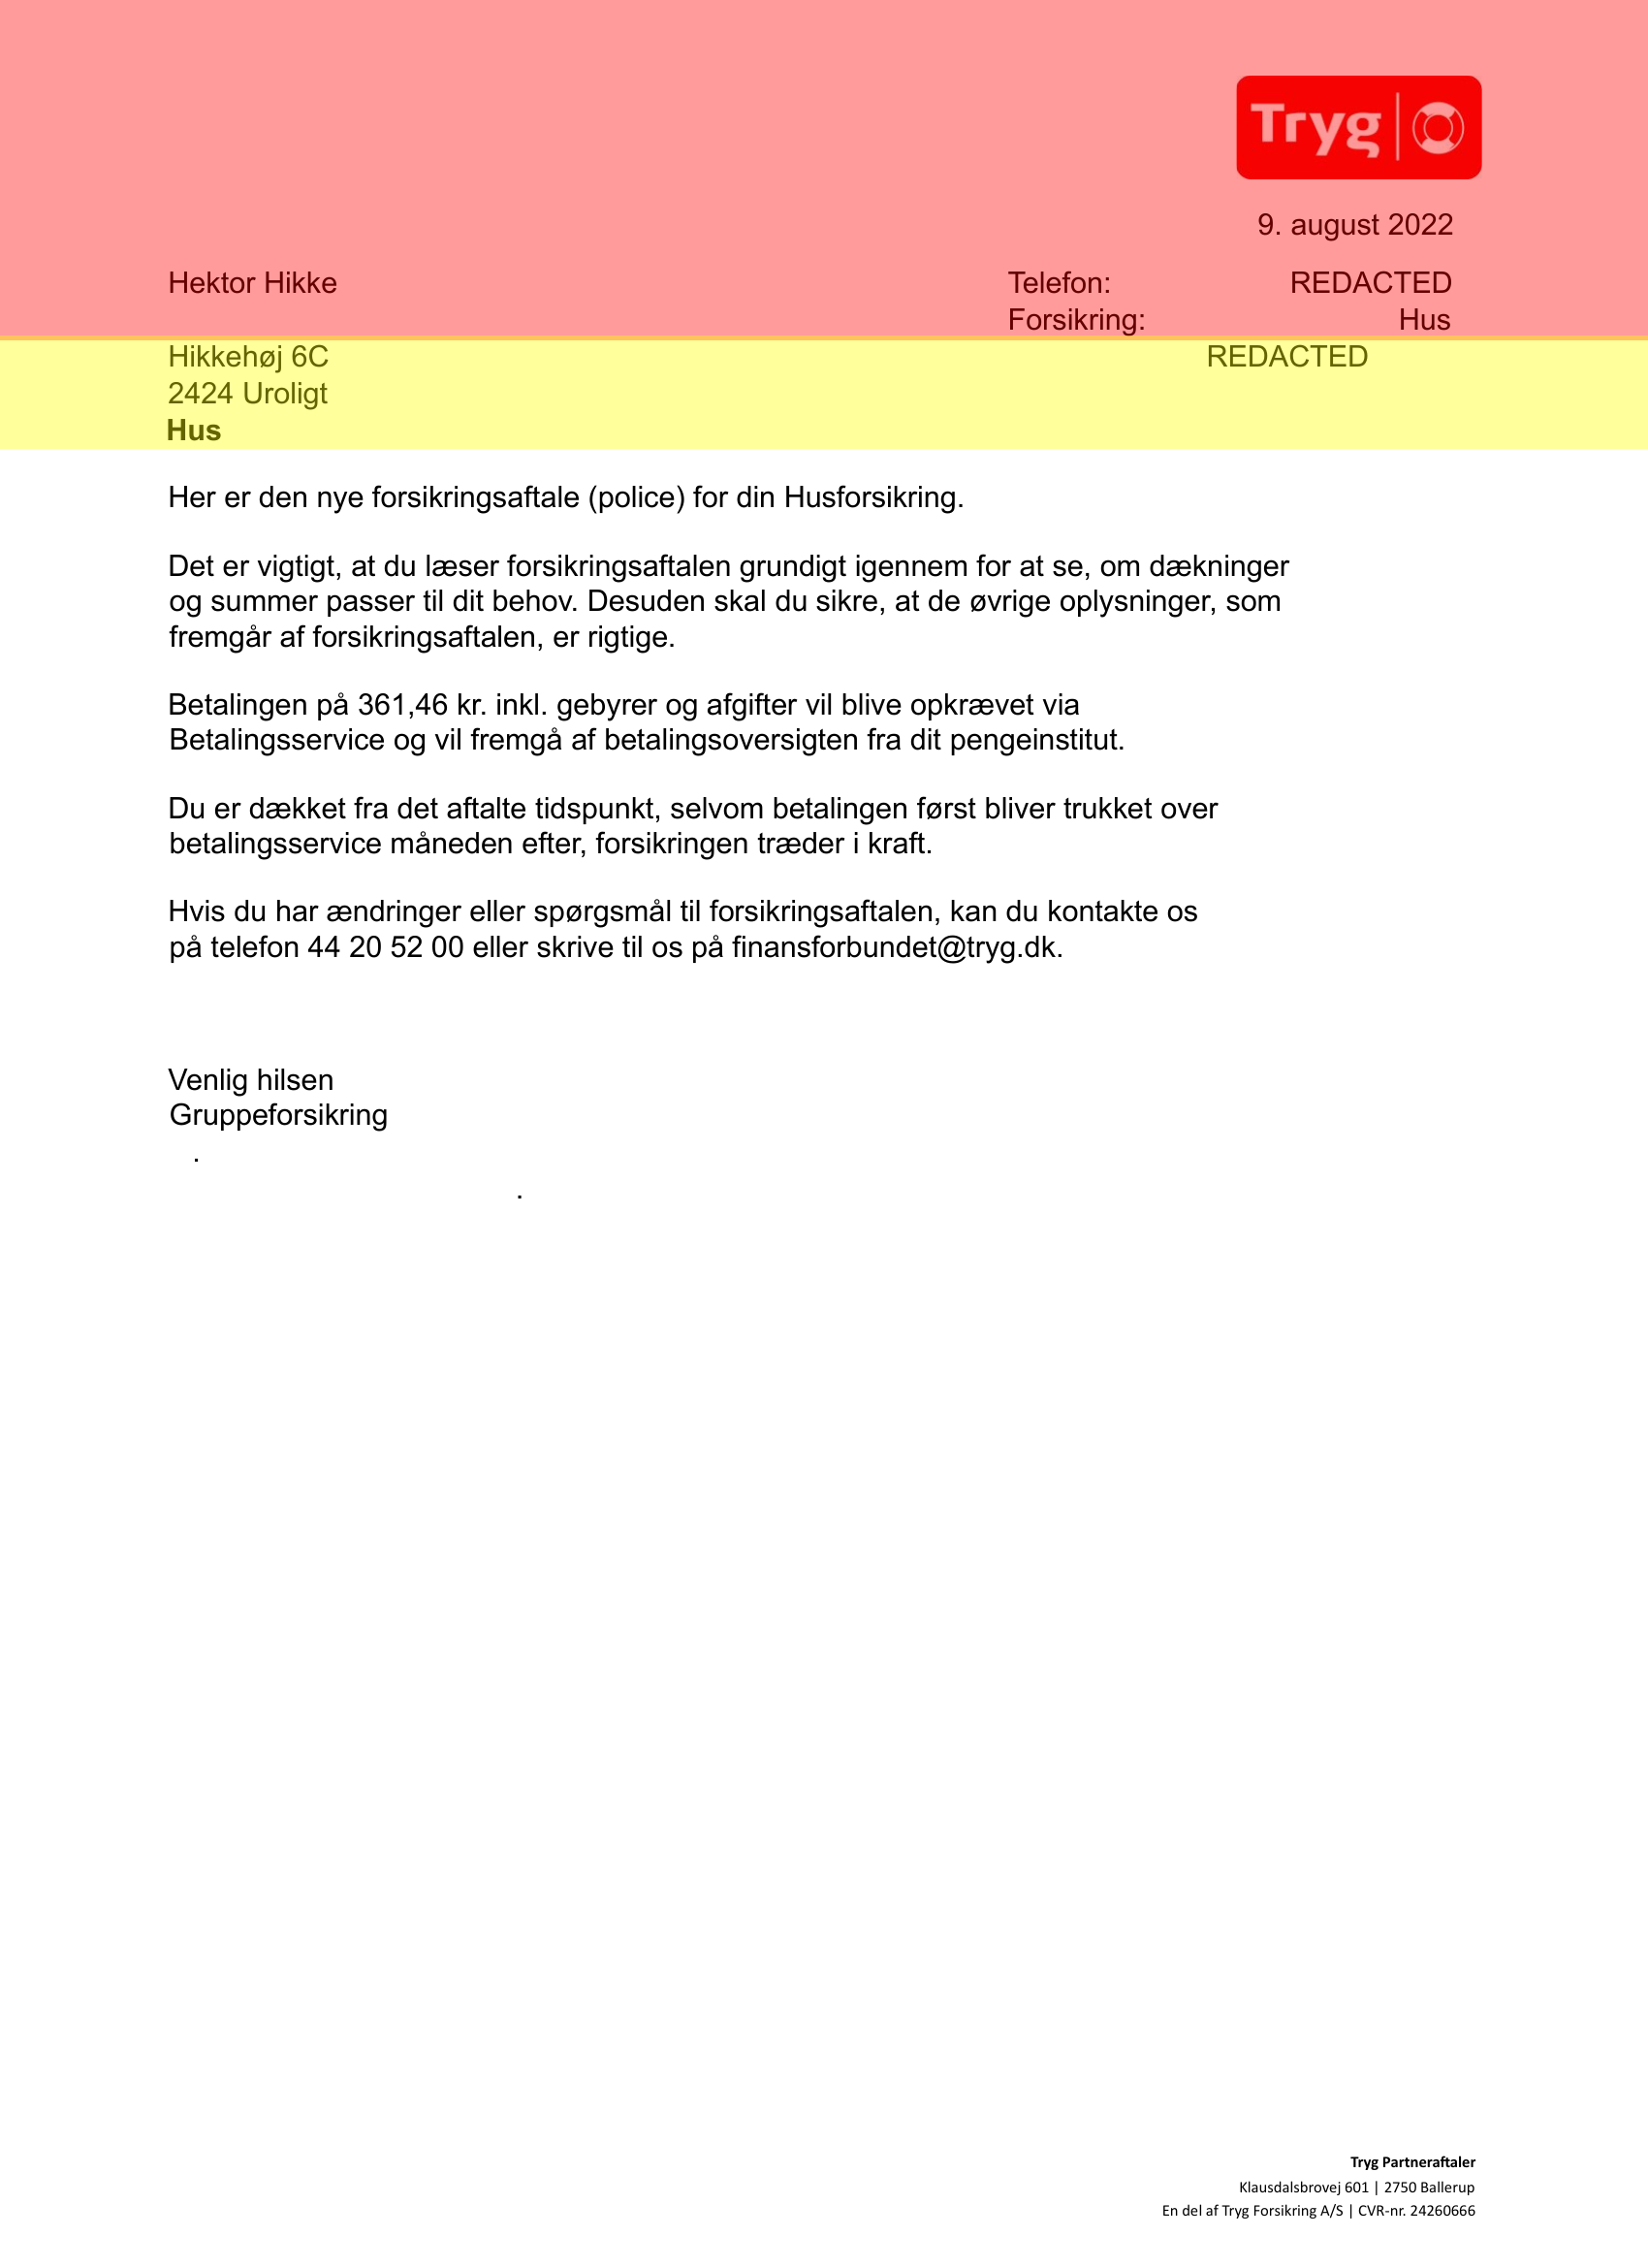 Tryg
9. august 2022
Hektor Hikke Telefon: REDACTED
Forsikring: Hus
Hikkehøj 6C REDACTED
2424 Uroligt
Hus
Her er den nye forsikringsaftale (police) for din Husforsikring.
Det er vigtigt, at du læser forsikringsaftalen grundigt igennem for at se, om dækninger
og summer passer til dit behov. Desuden skal du sikre, at de øvrige oplysninger, som
fremgår af forsikringsaftalen, er rigtige.
Betalingen på 361,46 kr. inkl. gebyrer og afgifter vil blive opkrævet via
Betalingsservice og vil fremgå af betalingsoversigten fra dit pengeinstitut.
Du er dækket fra det aftalte tidspunkt, selvom betalingen først bliver trukket over
betalingsservice måneden efter, forsikringen træder i kraft.
Hvis du har ændringer eller spørgsmål til forsikringsaftalen, kan du kontakte os
på telefon 44 20 52 00 eller skrive til os på finansforbundet@tryg.dk.
Venlig hilsen
Gruppeforsikring
.
.
Tryg Partneraftaler
Klausdalsbrovej 601 | 2750 Ballerup
En del af Tryg Forsikring A/S | CVR-nr. 24260666